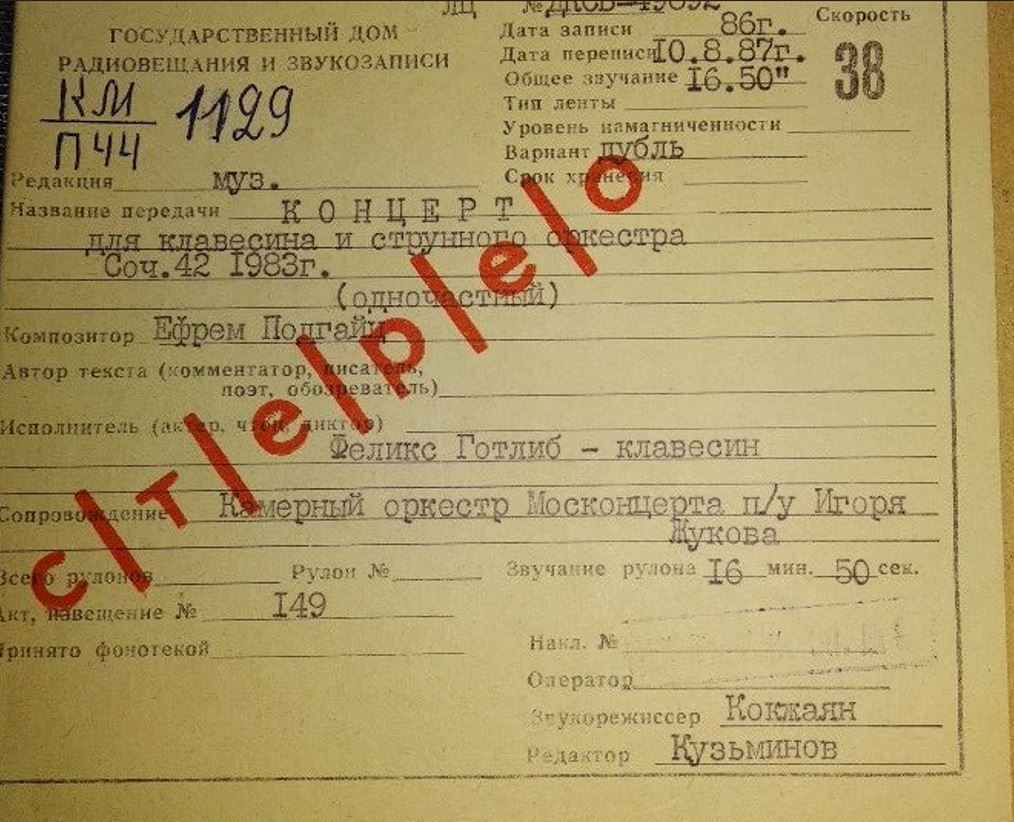 ЛЦ № ДКСВ-49892
ГОСУДАРСТВЕННЫЙ ДОМ
РАДИОВЕЩАНИЯ И ЗВУКОЗАПИСИ
КМ
П44
1129
Дата записи 86г.
Дата переписи 10.8.87г.
Общее звучание 16.50"
Тип ленты
Уровень намагниченности
Вариант дубль
Срок хранения
Скорость
38
Редакция муз.
Название передачи КОНЦЕРТ
для клавесина и струнного оркестра
Соч.42 1983г.
(одночастный)
Композитор Ефрем Подгайц
Автор текста (комментатор, писатель,
поэт, обозреватель)
Исполнитель (актер, чтец, диктор)
Феликс Готлиб - клавесин
Сопровождение Камерный оркестр Москонцерта п/у Игоря
Жукова
с/т/е/р/е/о
Всего рулонов Рулон № Звучание рулона 16 мин. 50 сек.
Акт, извещение № 149
Принято фонотекой
Накл. №
Оператор
Звукорежиссер Кокжаян
Редактор Кузьминов